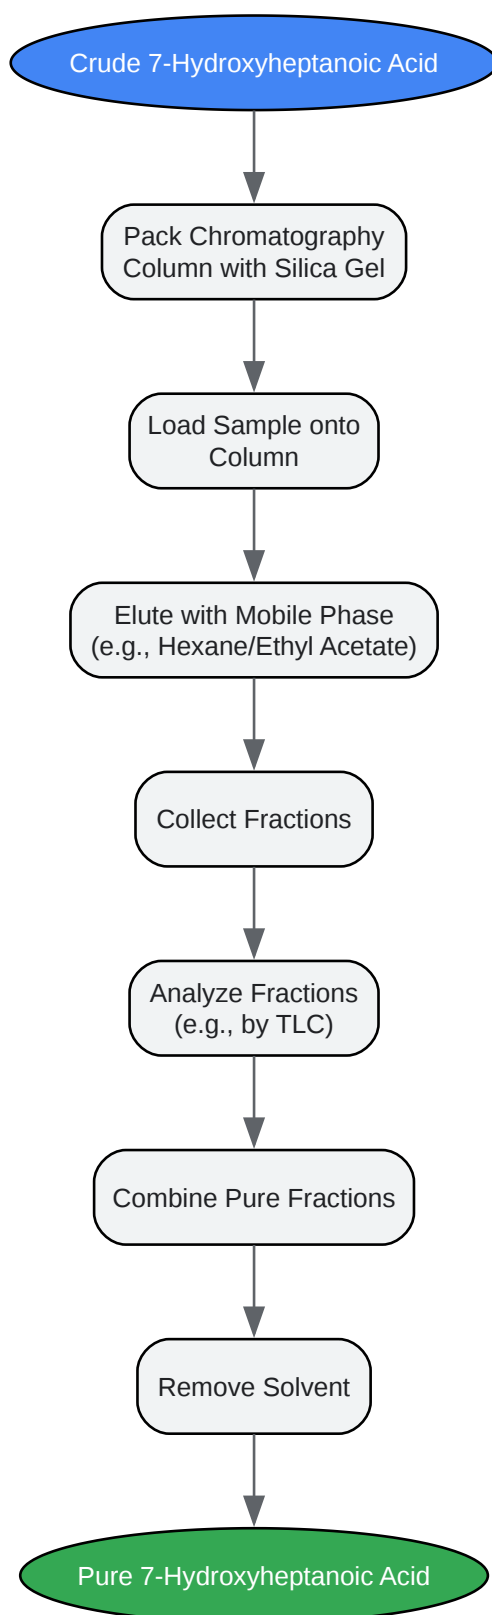 Crude 7-Hydroxyheptanoic Acid
Pack Chromatography
Column with Silica Gel
Load Sample onto
Column
Elute with Mobile Phase
(e.g., Hexane/Ethyl Acetate)
Collect Fractions
Analyze Fractions
(e.g., by TLC)
Combine Pure Fractions
Remove Solvent
Pure 7-Hydroxyheptanoic Acid